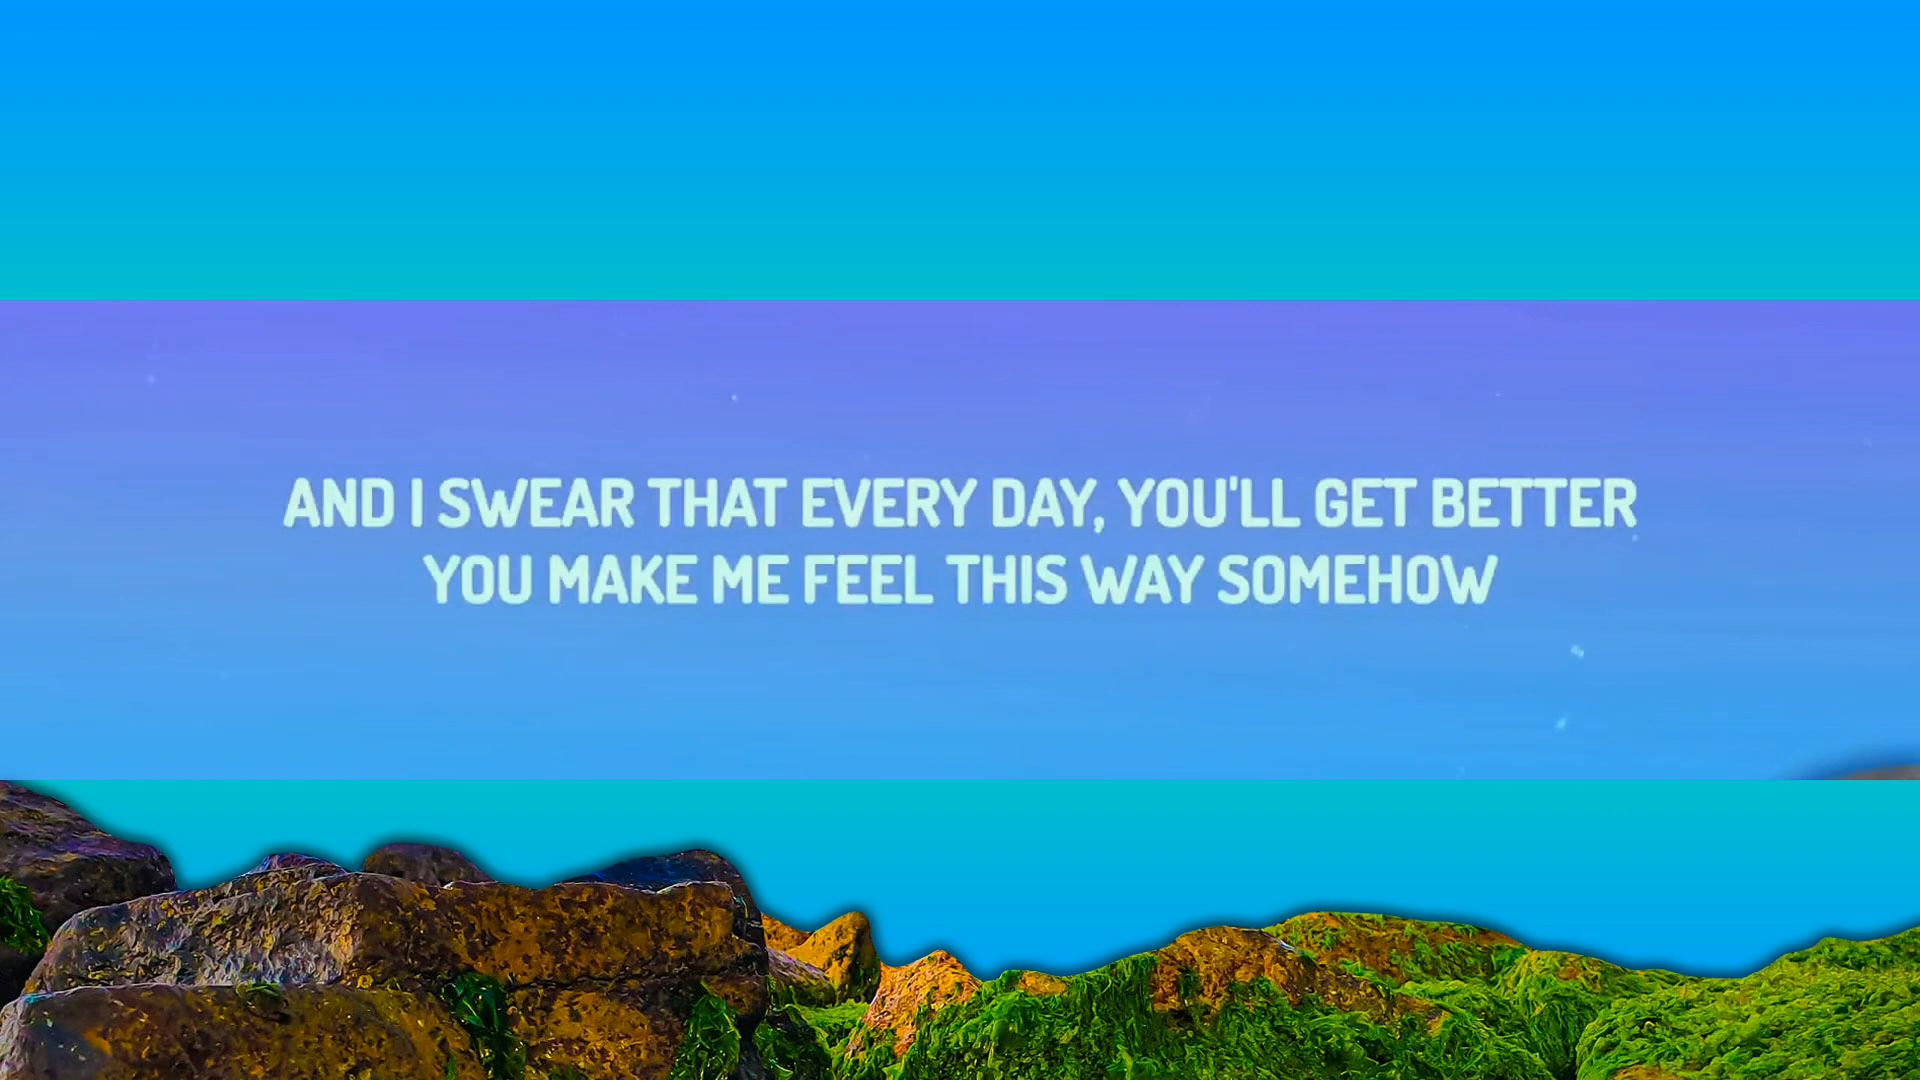 AND I SWEAR THAT EVERY DAY, YOU'LL GET BETTER
YOU MAKE ME FEEL THIS WAY SOMEHOW